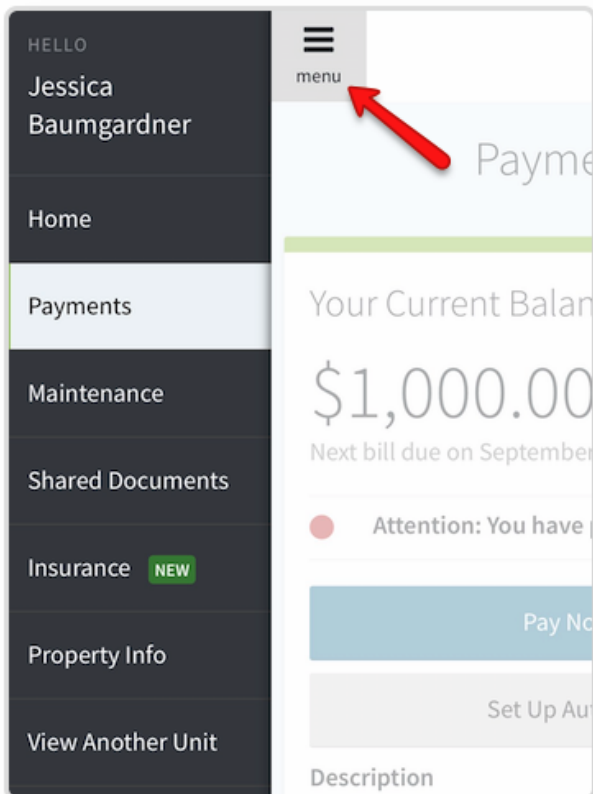 HELLO
Jessica
Baumgardner
Home
Payments
Maintenance
Shared Documents
Insurance NEW
Property Info
View Another Unit
menu
Payme
Your Current Balan
$1,000.00
Next bill due on September
Attention: You have
Pay No
Set Up Au
Description